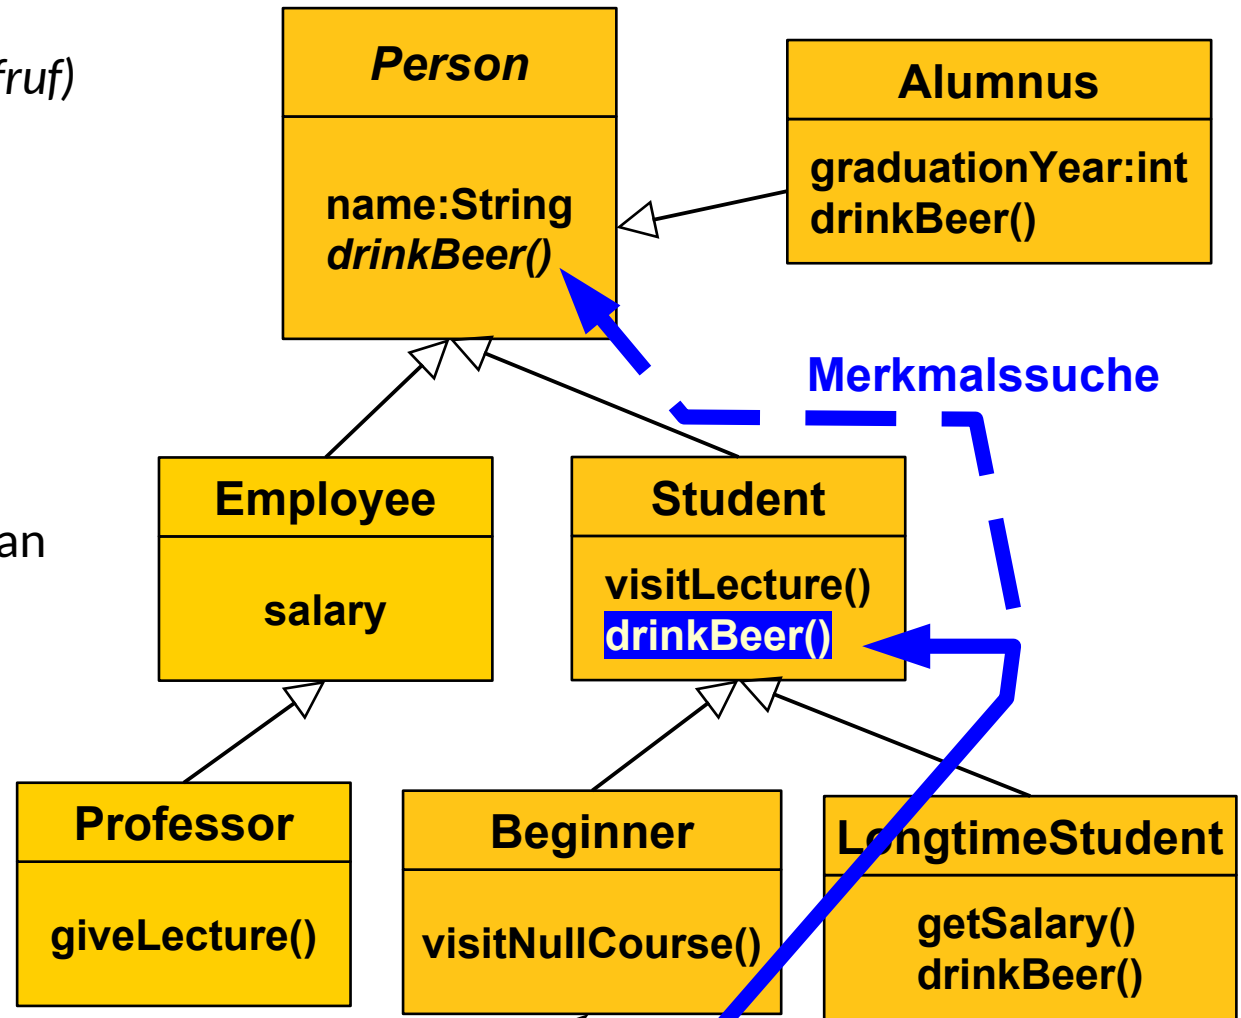 fruf)
Person
name:String
drinkBeer()
Alumnus
graduationYear:int
drinkBeer()
Merkmalssuche
Employee
salary
Student
visitLecture()
drinkBeer()
an
Professor
giveLecture()
Beginner
visitNullCourse()
LongtimeStudent
getSalary()
drinkBeer()